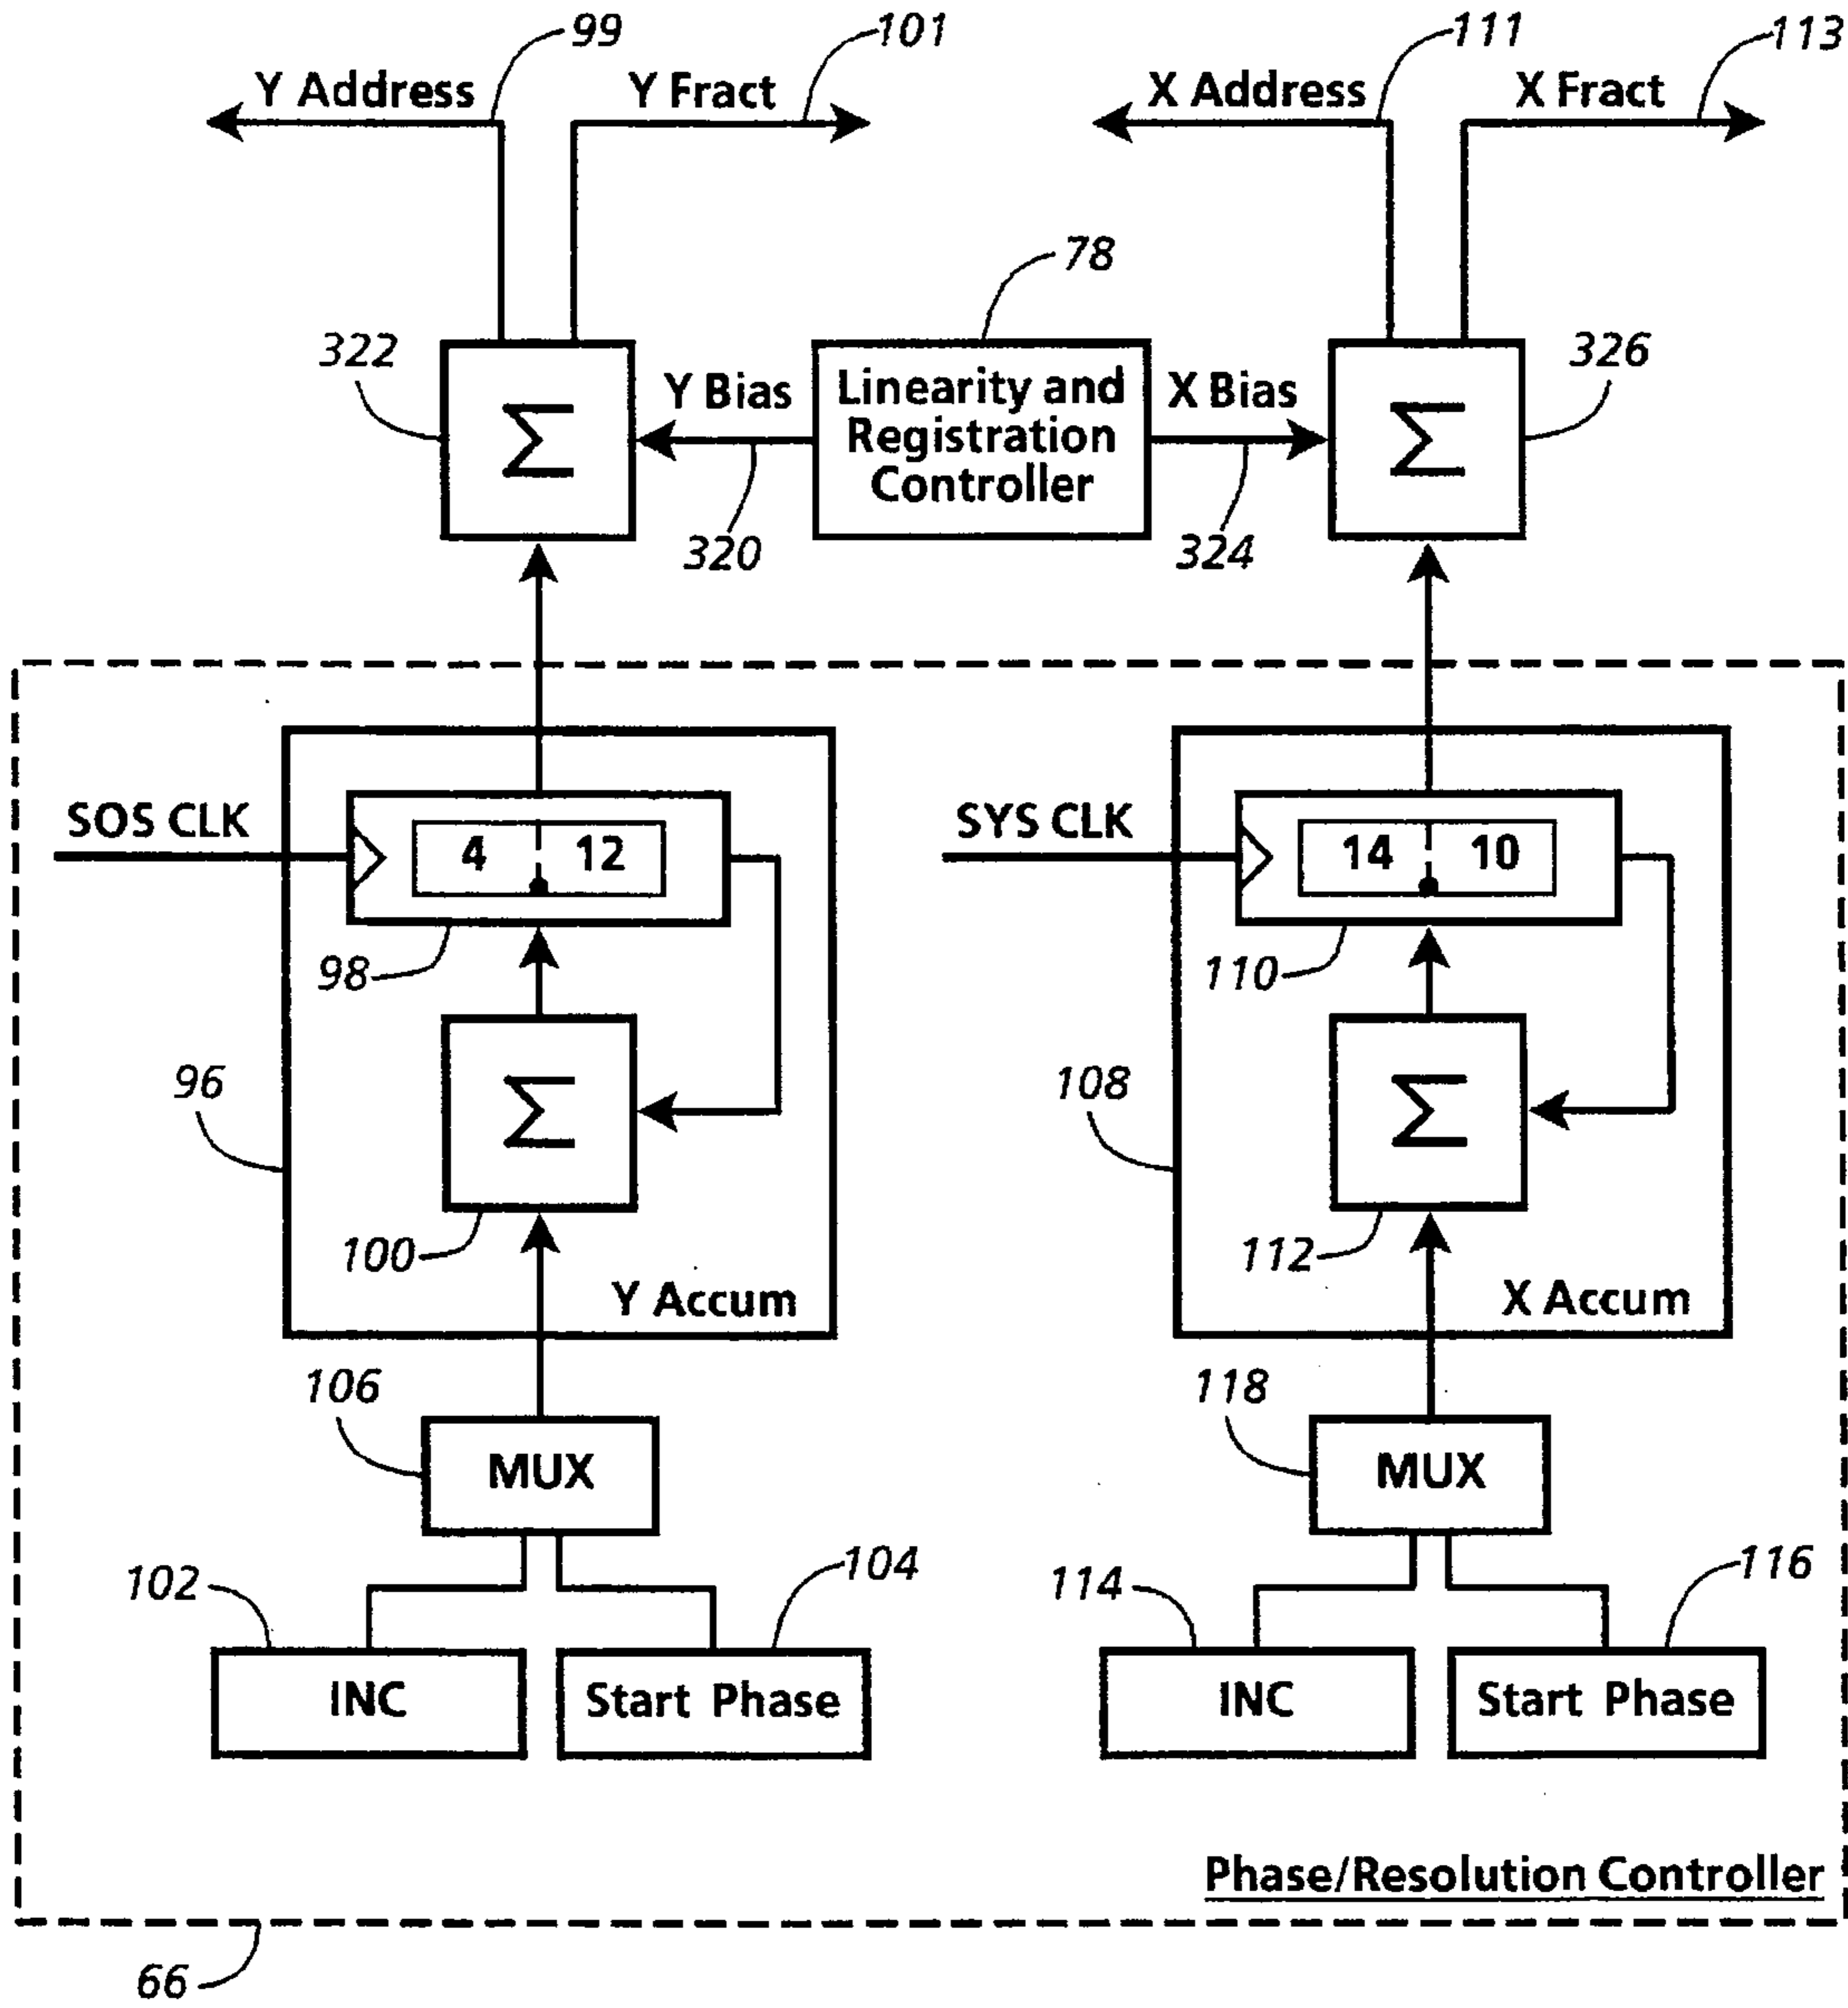 99
101
111
113
Y Address
Y Fract
X Address
X Fract
78
322
326
Y Bias
Linearity and
Registration
Controller
X Bias
Σ
Σ
320
324
SOS CLK
4
12
SYS CLK
14
10
98
110
96
Σ
108
Σ
100
112
Y Accum
X Accum
106
118
MUX
MUX
102
104
114
116
INC
Start Phase
INC
Start Phase
Phase/Resolution Controller
66